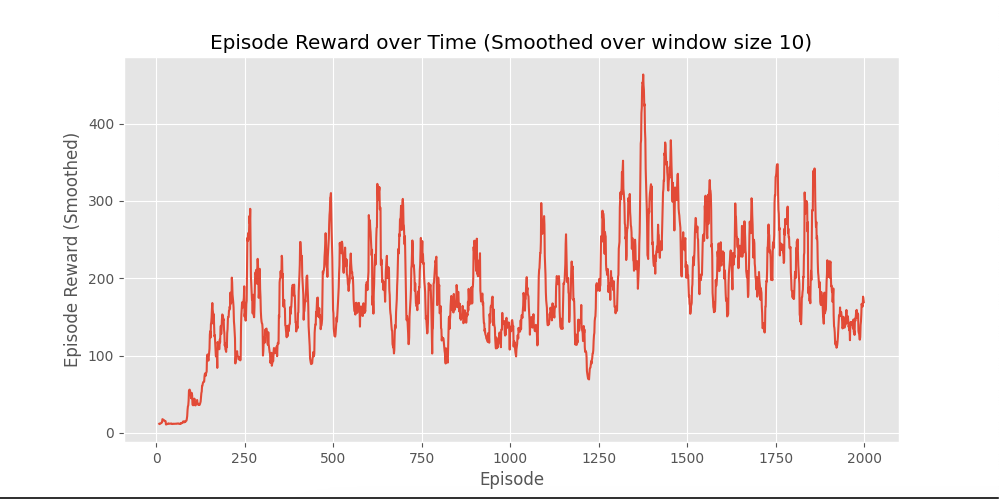 Episode Reward over Time (Smoothed over window size 10)
Episode Reward (Smoothed)
400
300
200
100
0
0 250 500 750 1000 1250 1500 1750 2000
Episode